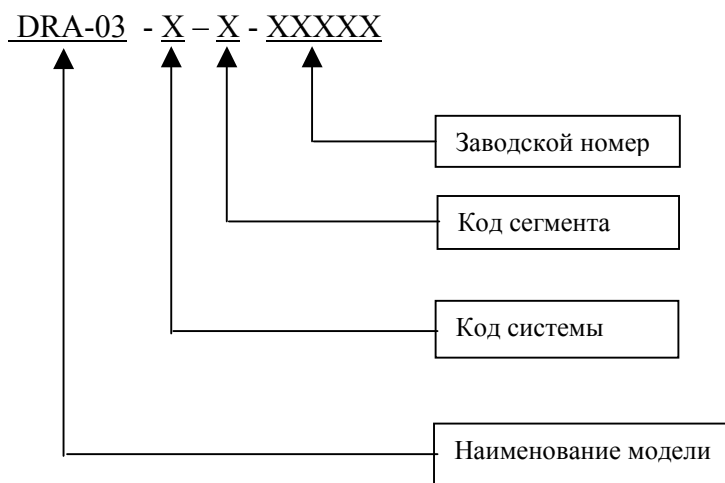 DRA-03 - X – X - XXXXX
Заводской номер
Код сегмента
Код системы
Наименование модели